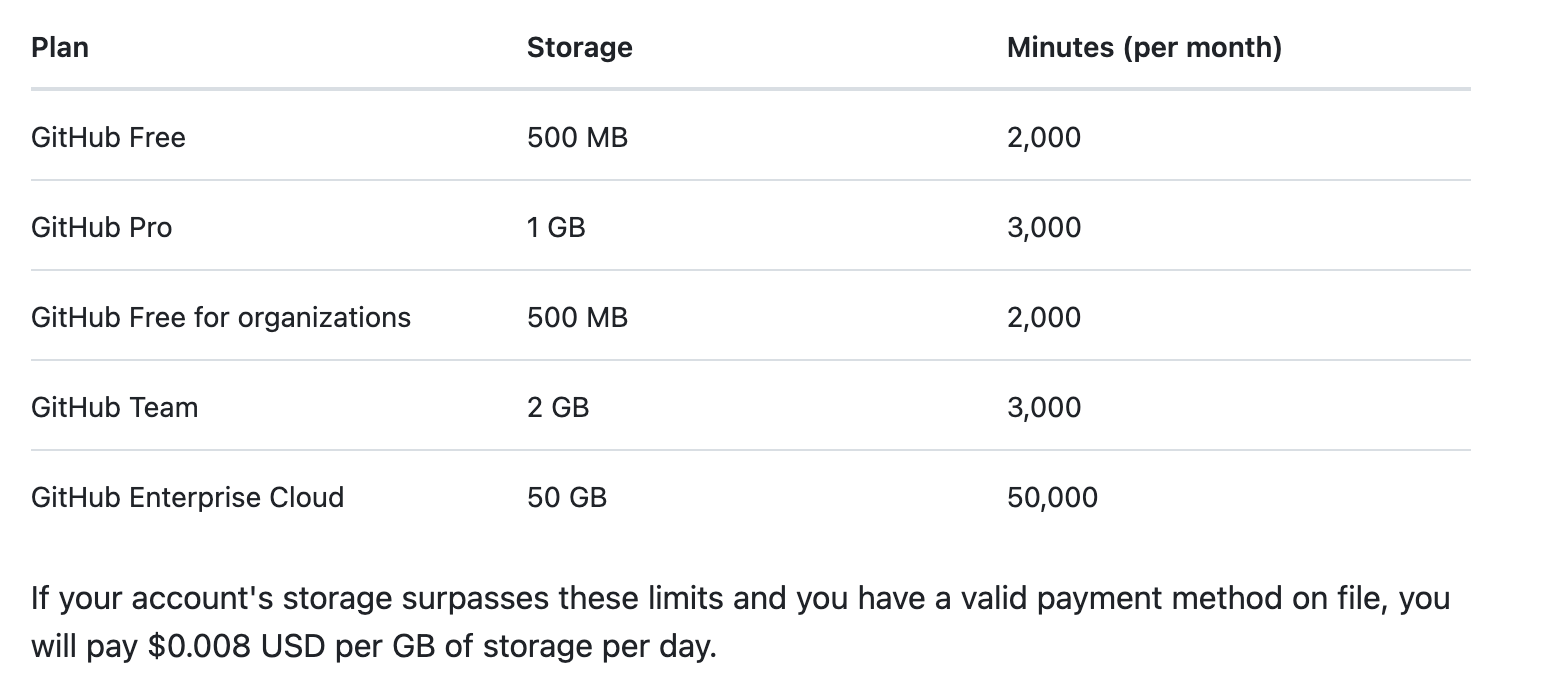 Plan Storage Minutes (per month)
GitHub Free 500 MB 2,000
GitHub Pro 1 GB 3,000
GitHub Free for organizations 500 MB 2,000
GitHub Team 2 GB 3,000
GitHub Enterprise Cloud 50 GB 50,000
If your account's storage surpasses these limits and you have a valid payment method on file, you
will pay $0.008 USD per GB of storage per day.